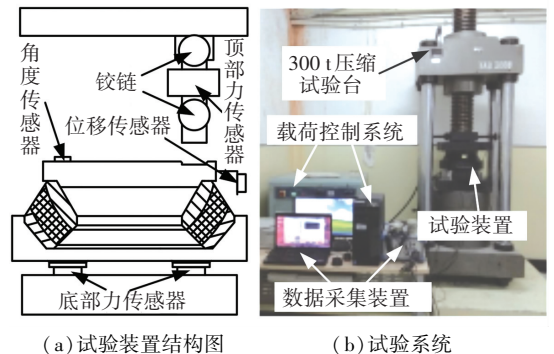 角度传感器
铰链
顶部力传感器
位移传感器
底部力传感器
(a)试验装置结构图
300 t压缩
试验台
载荷控制系统
试验装置
数据采集装置
(b)试验系统